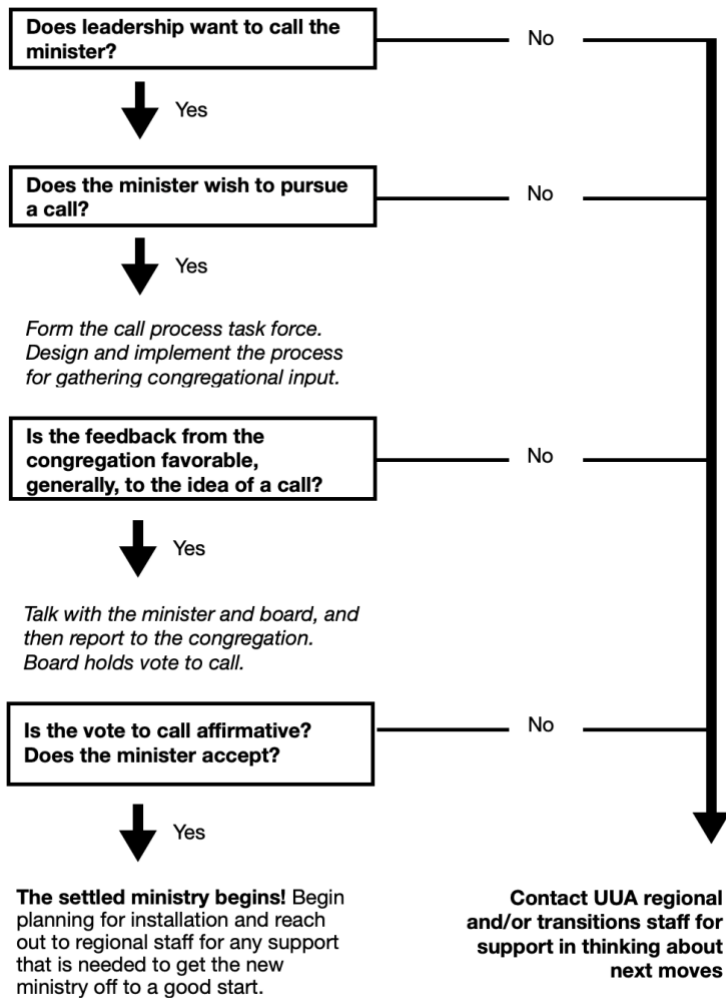 Does leadership want to call the
minister?
No
Yes
Does the minister wish to pursue
a call?
No
Yes
Form the call process task force.
Design and implement the process
for gathering congregational input.
Is the feedback from the
congregation favorable,
generally, to the idea of a call?
No
Yes
Talk with the minister and board, and
then report to the congregation.
Board holds vote to call.
Is the vote to call affirmative?
Does the minister accept?
No
Yes
The settled ministry begins! Begin
planning for installation and reach
out to regional staff for any support
that is needed to get the new
ministry off to a good start.
Contact UUA regional
and/or transitions staff for
support in thinking about
next moves